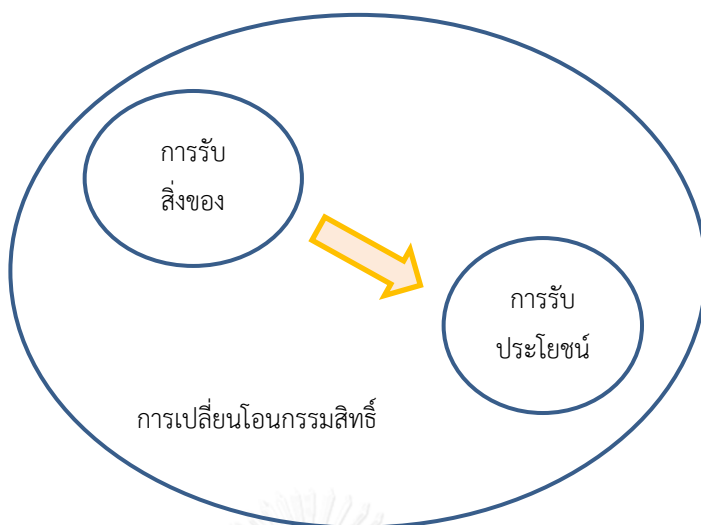 การรับ
สิ่งของ
การรับ
ประโยชน์
การเปลี่ยนโอนกรรมสิทธิ์